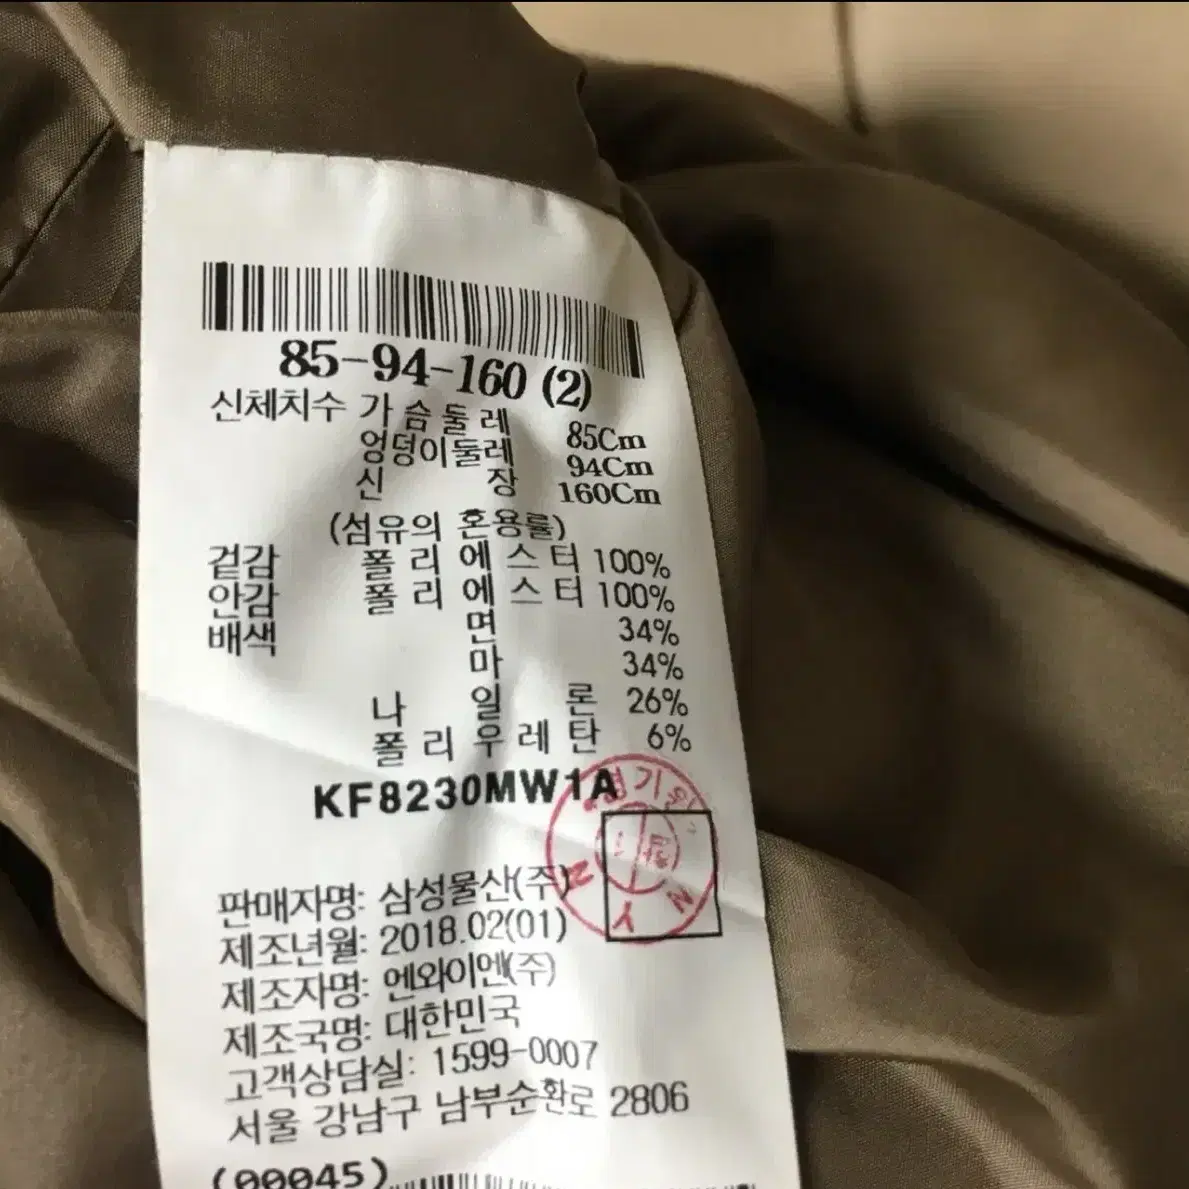 85-94-160 (2)
신체치수 가슴둘레 85Cm
엉덩이둘레 94Cm
신 장 160Cm
(섬유의 혼용률)
겉감 폴리에스터 100%
안감 폴리에스터 100%
배색 면 34%
마 34%
나일론 26%
폴리우레탄 6%
KF8230MW1A
N Y N
판매자명: 삼성물산(주)
제조년월: 2018.02(01)
제조자명: 엔와이엔(주)
제조국명: 대한민국
고객상담실: 1599-0007
서울 강남구 남부순환로 2806
(00045)